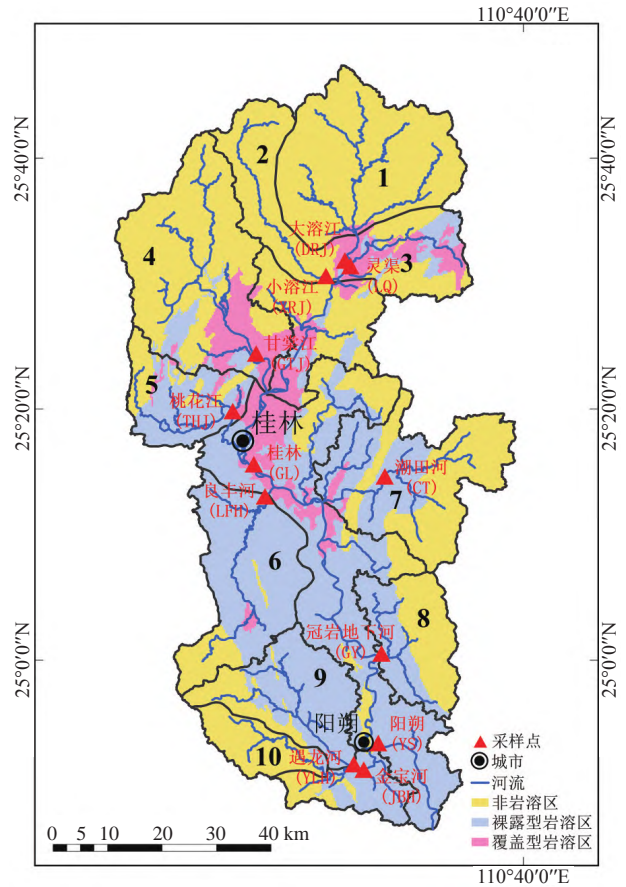 110°40′0″E
25°40′0″N
25°40′0″N
2
1
大溶江
(DRJ)
4
3
灵渠
(LQ)
小溶江
(XRJ)
甘棠江
(GTJ)
5
25°20′0″N
25°20′0″N
桃花江
(THJ)
桂林
桂林
(GL)
潮田河
(CT)
7
良丰河
(LFH)
6
8
冠岩地下河
(GY)
25°0′0″N
25°0′0″N
9
阳朔
阳朔
(YS)
10
遇龙河
(YLH)
金宝河
(JBH)
采样点
城市
河流
非岩溶区
裸露型岩溶区
覆盖型岩溶区
0 5 10 20 30 40 km
110°40′0″E